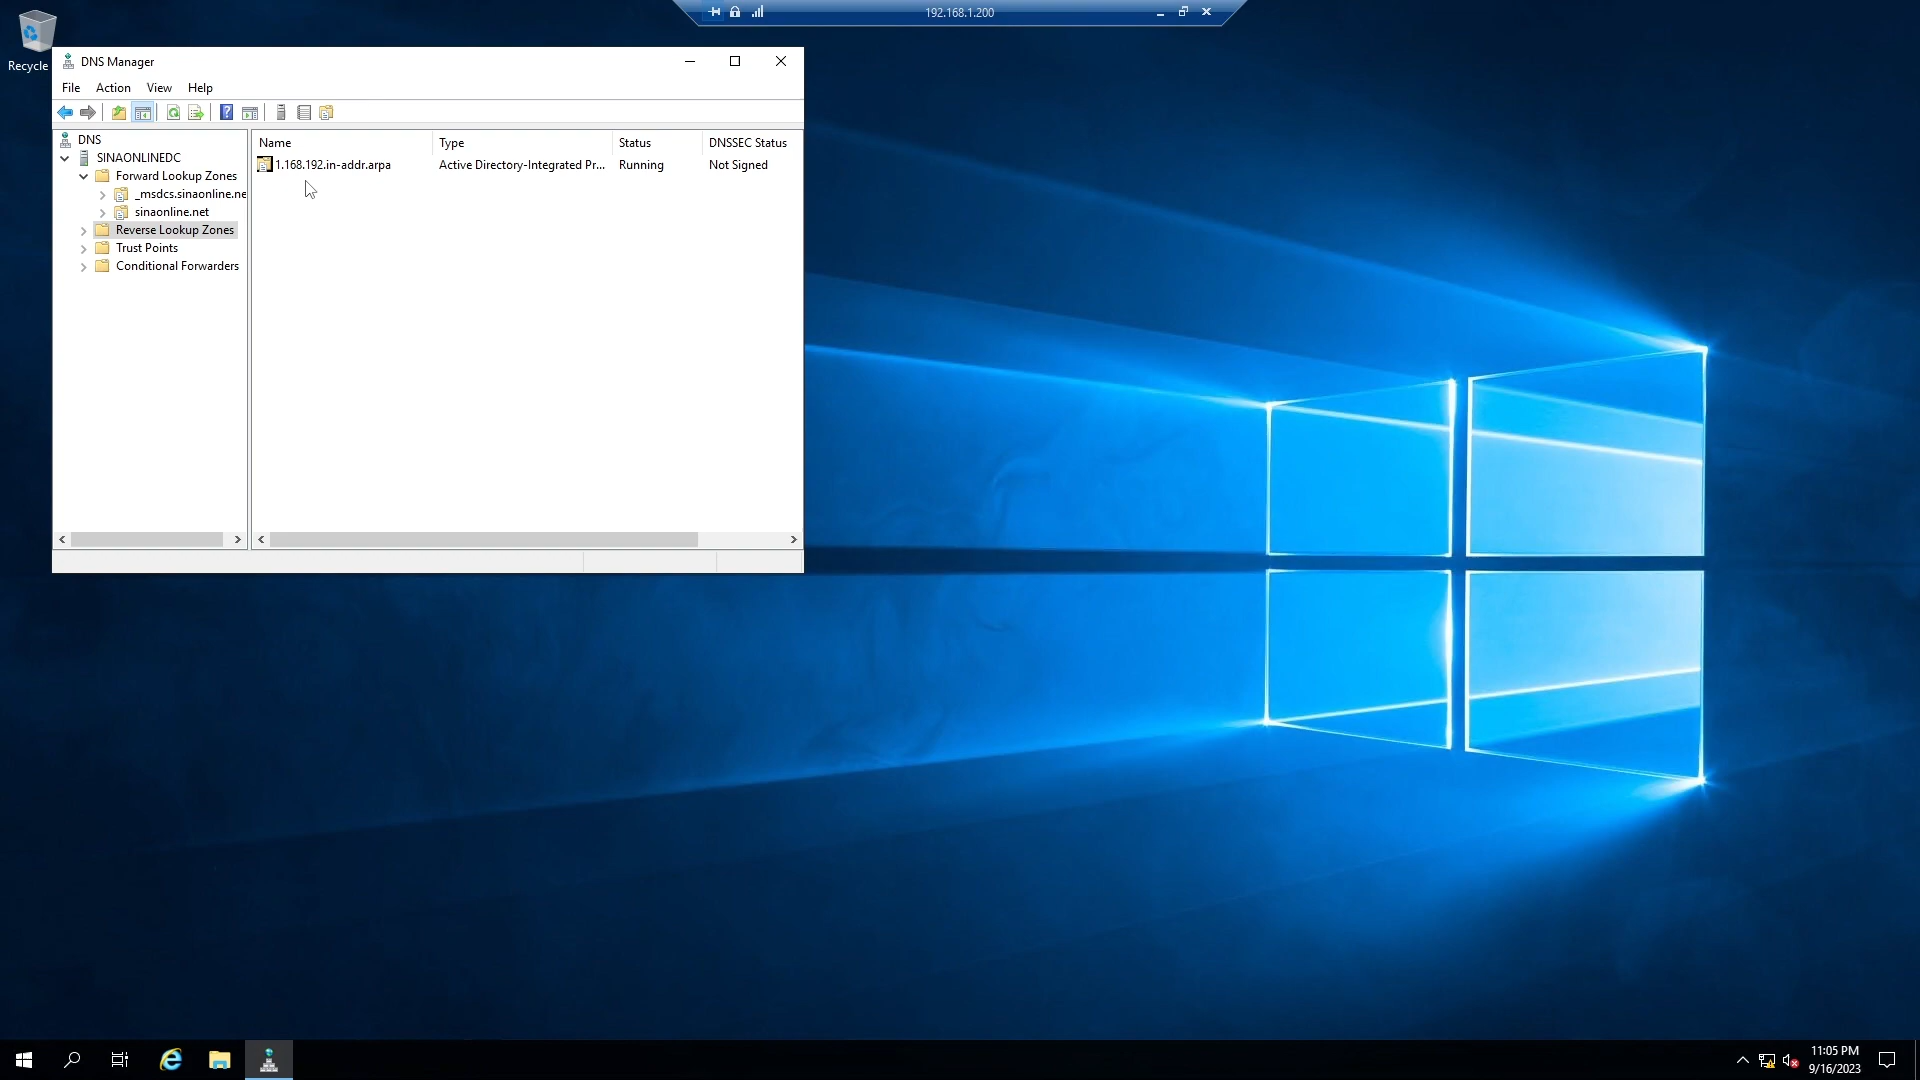 192.168.1.200
Recycle
DNS Manager
File Action View Help
DNS
SINAONLINEDC
Forward Lookup Zones
_msdcs.sinaonline.ne
sinaonline.net
Reverse Lookup Zones
Trust Points
Conditional Forwarders
Name Type Status DNSSEC Status
1.168.192.in-addr.arpa Active Directory-Integrated Pr... Running Not Signed
11:05 PM
9/16/2023